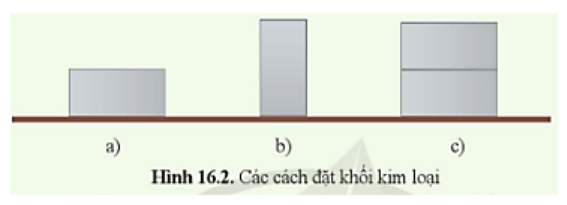 a) b) c)
Hình 16.2. Các cách đặt khối kim loại